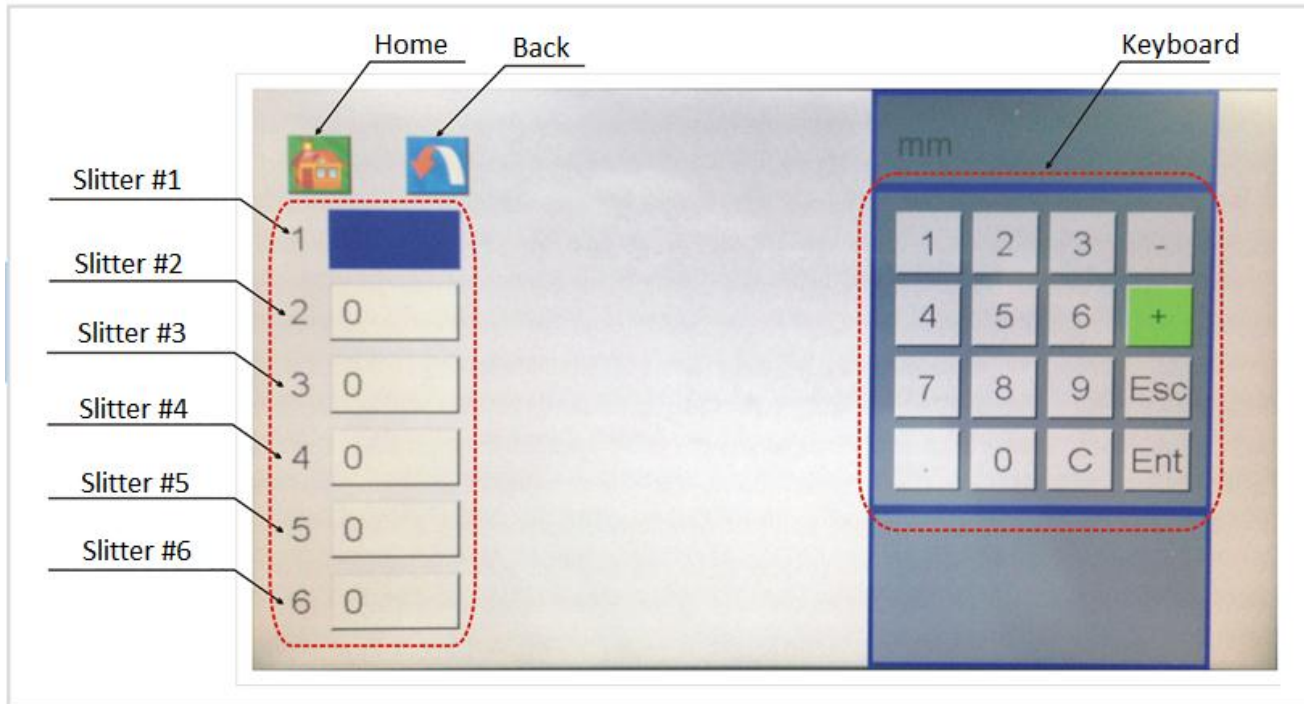 Home Back Keyboard
mm
Slitter #1
1
Slitter #2
2 0
Slitter #3
3 0
Slitter #4
4 0
Slitter #5
5 0
Slitter #6
6 0
1 2 3 -
4 5 6 +
7 8 9 Esc
. 0 C Ent